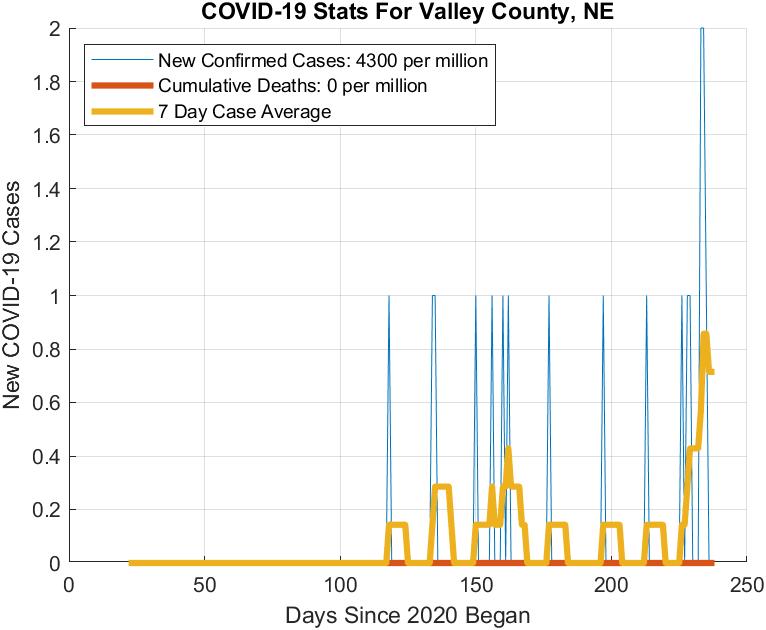 COVID-19 Stats For Valley County, NE
2
1.8
1.6
1.4
1.2
1
0.8
0.6
0.4
0.2
0
New COVID-19 Cases
New Confirmed Cases: 4300 per million
Cumulative Deaths: 0 per million
7 Day Case Average
0 50 100 150 200 250
Days Since 2020 Began